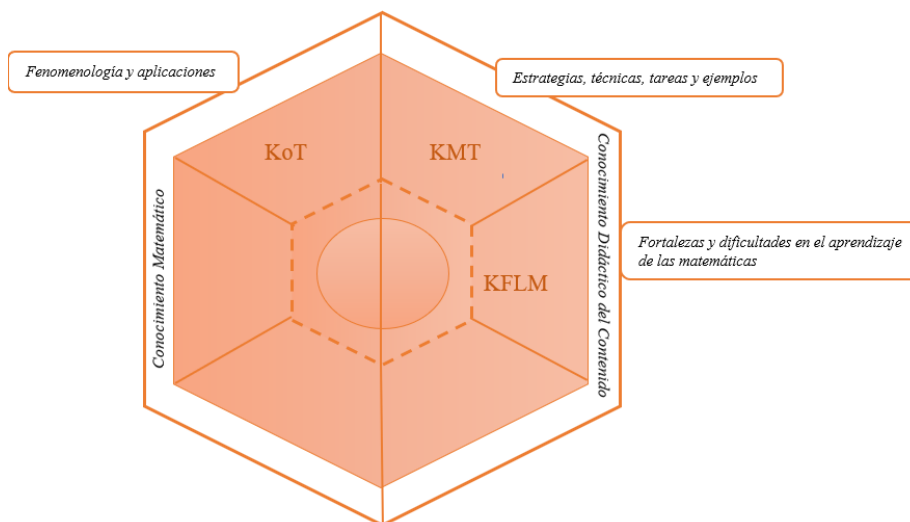 Fenomenología y aplicaciones
Estrategias, técnicas, tareas y ejemplos
KoT
KMT
Conocimiento Matemático
Conocimiento Didáctico del Contenido
Fortalezas y dificultades en el aprendizaje
de las matemáticas
KFLM